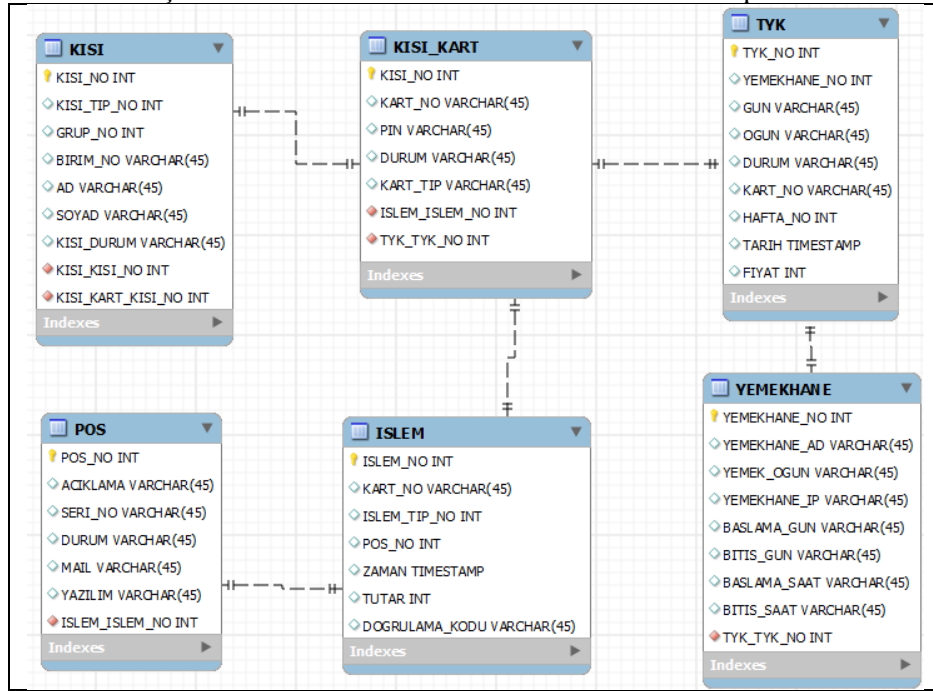 KISI
KISI_NO INT
KISI_TIP_NO INT
GRUP_NO INT
BIRIM_NO VARCHAR(45)
AD VARCHAR(45)
SOYAD VARCHAR(45)
KISI_DURUM VARCHAR(45)
KISI_KISI_NO INT
KISI_KART_KISI_NO INT
Indexes
KISI_KART
KISI_NO INT
KART_NO VARCHAR(45)
PIN VARCHAR(45)
DURUM VARCHAR(45)
KART_TIP VARCHAR(45)
ISLEM_ISLEM_NO INT
TYK_TYK_NO INT
Indexes
TYK
TYK_NO INT
YEMEKHANE_NO INT
GUN VARCHAR(45)
OGUN VARCHAR(45)
DURUM VARCHAR(45)
KART_NO VARCHAR(45)
HAFTA_NO INT
TARIH TIMESTAMP
FIYAT INT
Indexes
POS
POS_NO INT
ACIKLAMA VARCHAR(45)
SERI_NO VARCHAR(45)
DURUM VARCHAR(45)
MAIL VARCHAR(45)
YAZILIM VARCHAR(45)
ISLEM_ISLEM_NO INT
Indexes
ISLEM
ISLEM_NO INT
KART_NO VARCHAR(45)
ISLEM_TIP_NO INT
POS_NO INT
ZAMAN TIMESTAMP
TUTAR INT
DOGRULAMA_KODU VARCHAR(45)
Indexes
YEMEKHANE
YEMEKHANE_NO INT
YEMEKHANE_AD VARCHAR(45)
YEMEK_OGUN VARCHAR(45)
YEMEKHANE_IP VARCHAR(45)
BASLAMA_GUN VARCHAR(45)
BITIS_GUN VARCHAR(45)
BASLAMA_SAAT VARCHAR(45)
BITIS_SAAT VARCHAR(45)
TYK_TYK_NO INT
Indexes